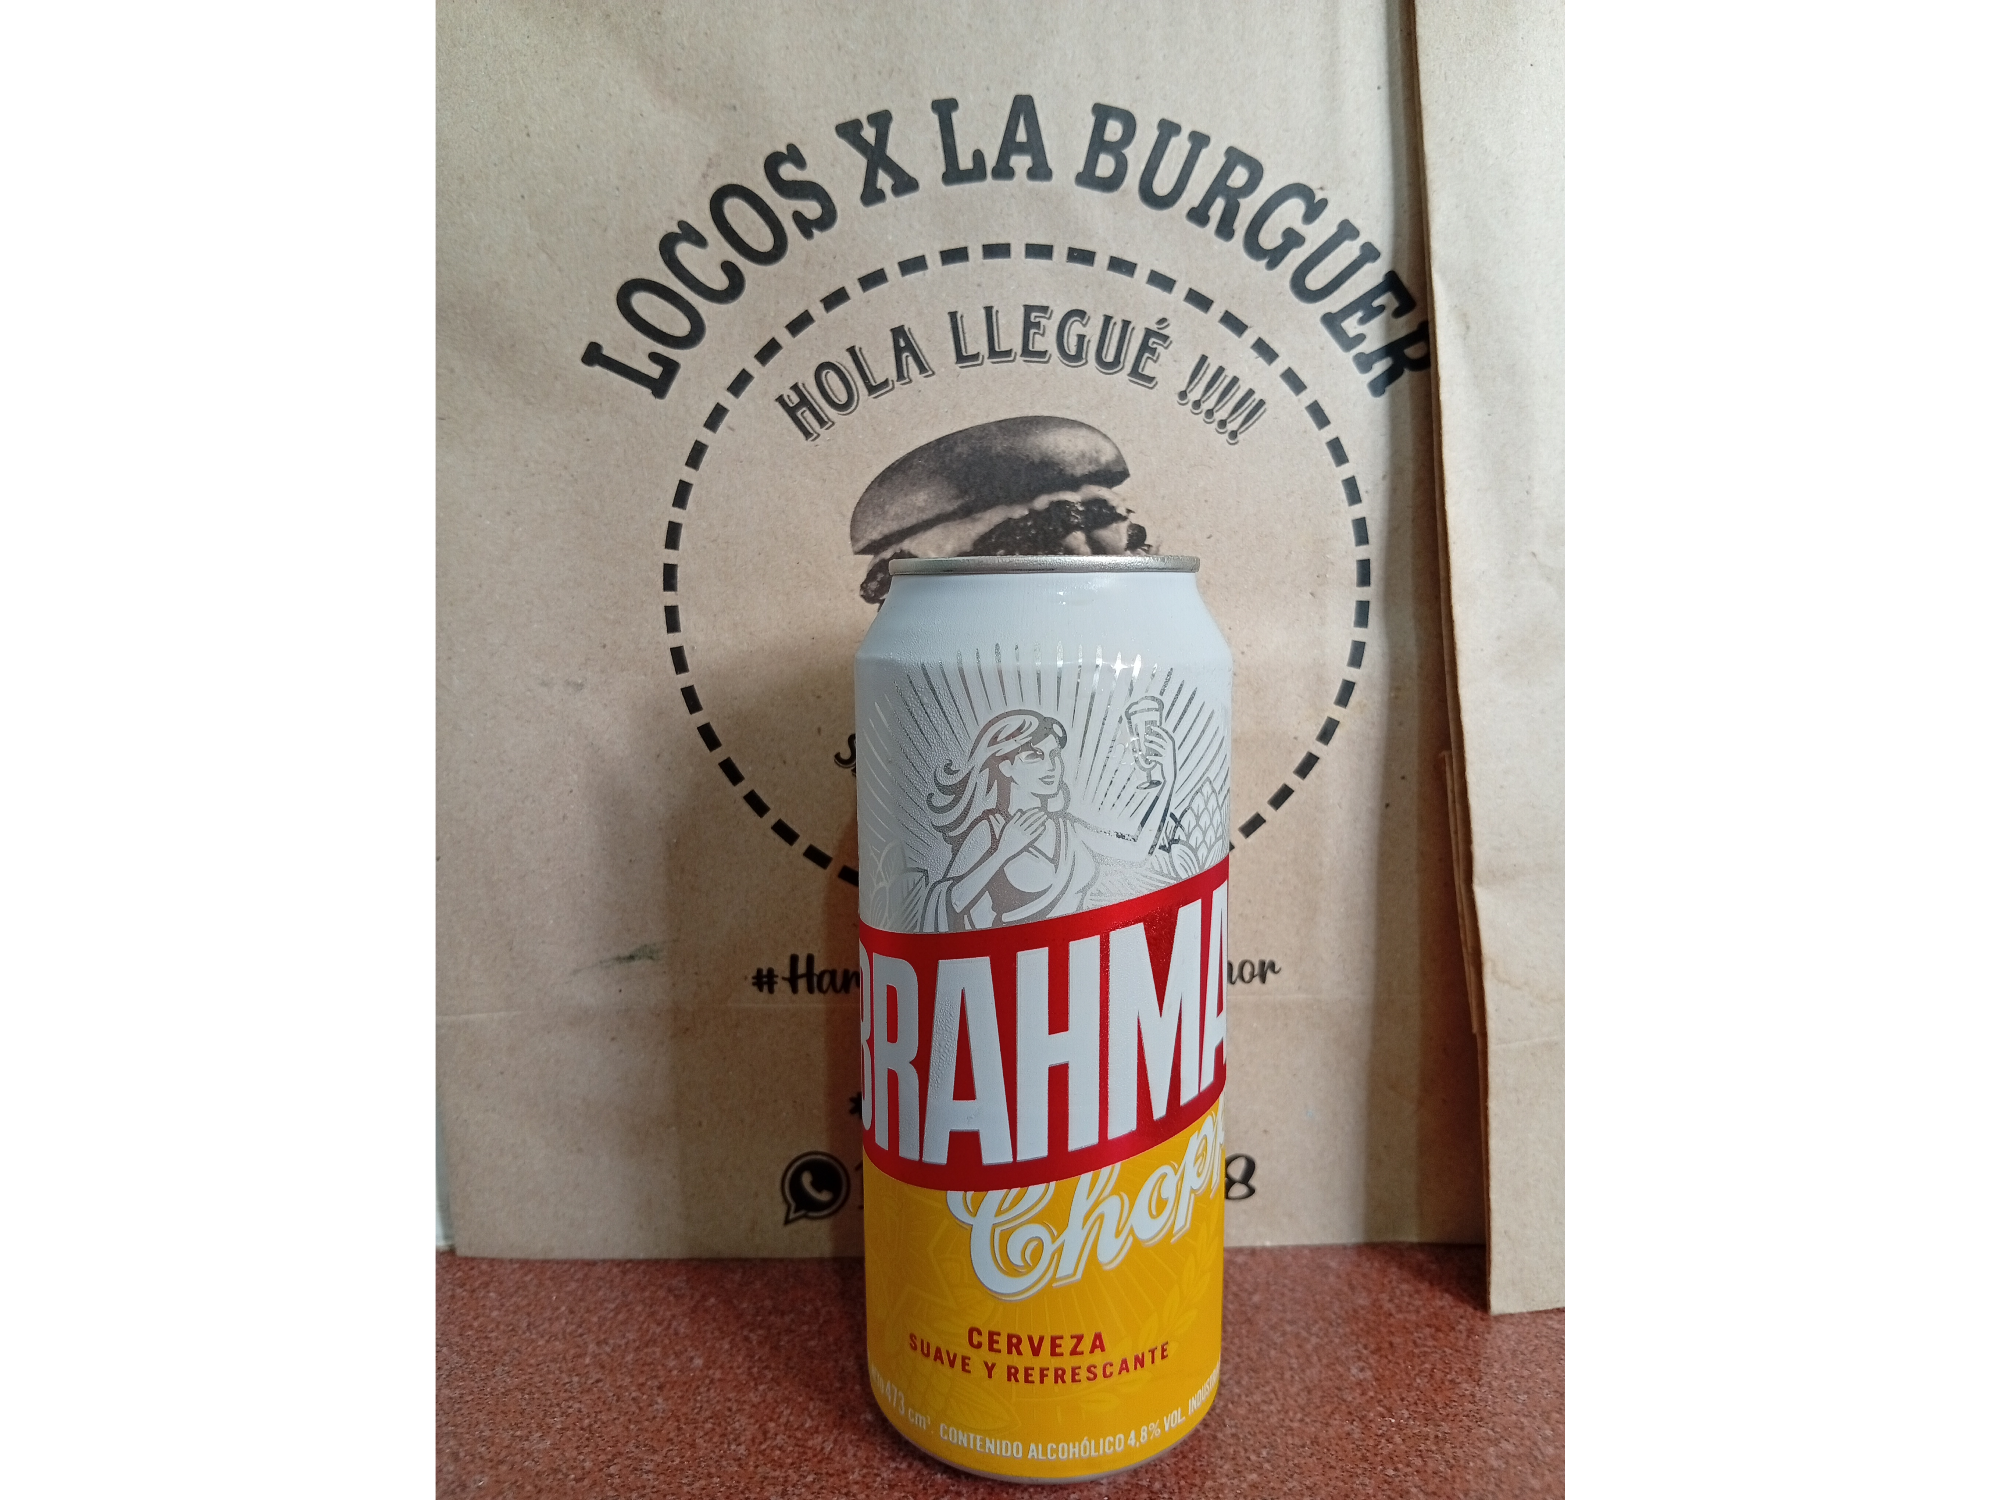 LOCOS X LA BURGUER
HOLA LLEGUÉ !!!!!
BRAHMA
Chopp
CERVEZA
SUAVE Y REFRESCANTE
473 cm³. CONTENIDO ALCOHÓLICO 4,8% VOL.